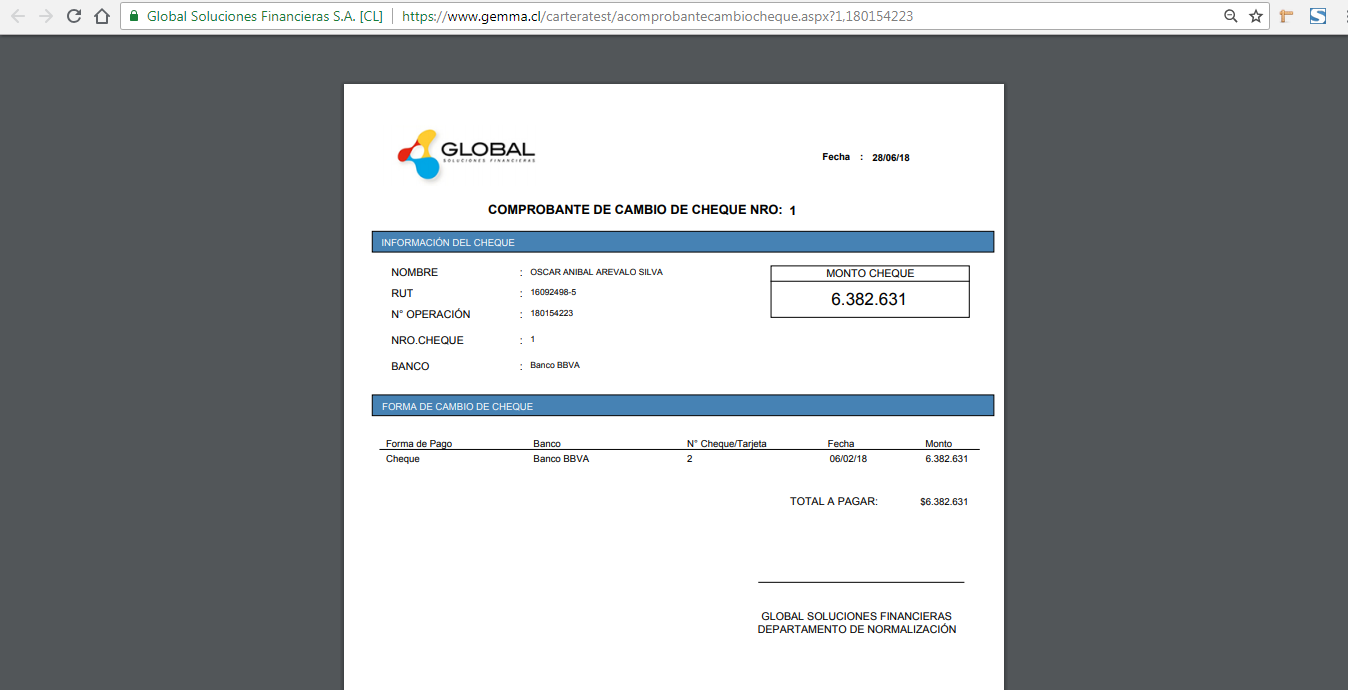 Global Soluciones Financieras S.A. [CL] https://www.gemma.cl/carteratest/acomprobantecambiocheque.aspx?1,180154223
GLOBAL
SOLUCIONES FINANCIERAS
Fecha : 28/06/18
COMPROBANTE DE CAMBIO DE CHEQUE NRO: 1
INFORMACIÓN DEL CHEQUE
NOMBRE : OSCAR ANIBAL AREVALO SILVA
MONTO CHEQUE
RUT : 16092498-5
6.382.631
N° OPERACIÓN : 180154223
NRO.CHEQUE : 1
BANCO : Banco BBVA
FORMA DE CAMBIO DE CHEQUE
Forma de Pago Banco N° Cheque/Tarjeta Fecha Monto
Cheque Banco BBVA 2 06/02/18 6.382.631
TOTAL A PAGAR: $6.382.631
GLOBAL SOLUCIONES FINANCIERAS
DEPARTAMENTO DE NORMALIZACIÓN